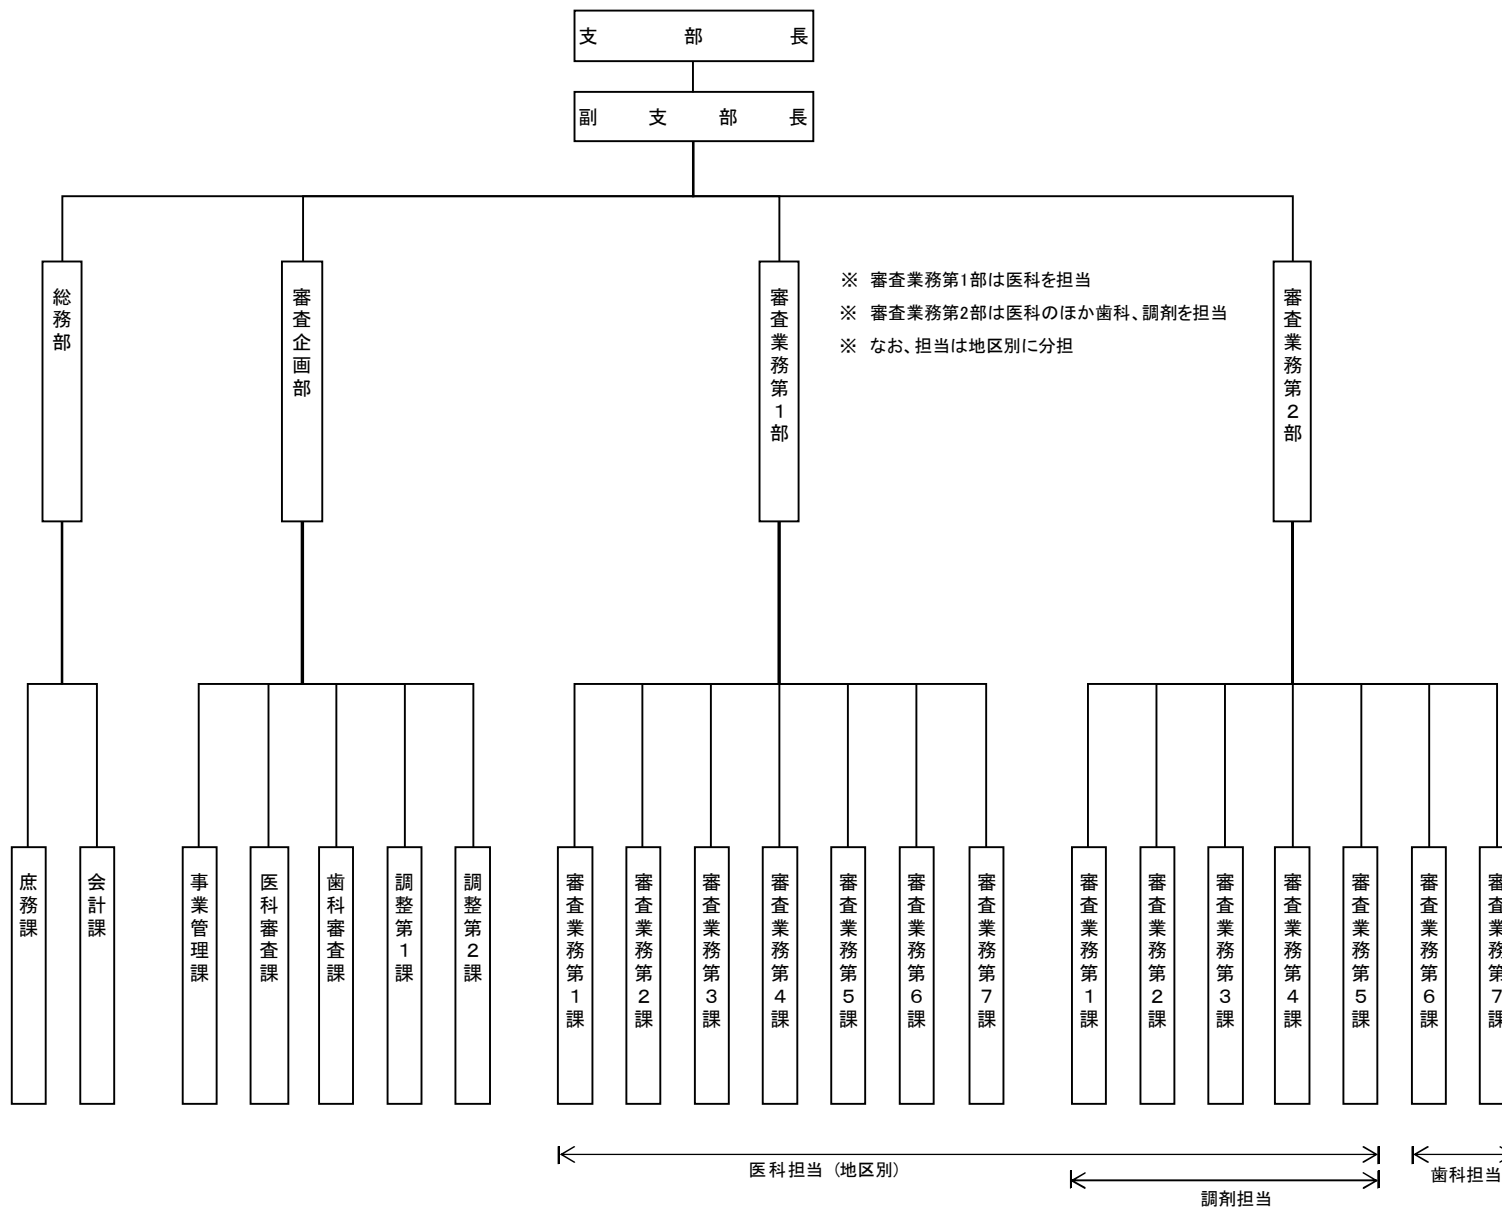 支部長
副支部長
総務部
審査企画部
審査業務第1部
※ 審査業務第1部は医科を担当
※ 審査業務第2部は医科のほか歯科、調剤を担当
※ なお、担当は地区別に分担
審査業務第2部
庶務課
会計課
事業管理課
医科審査課
歯科審査課
調整第1課
調整第2課
審査業務第1課
審査業務第2課
審査業務第3課
審査業務第4課
審査業務第5課
審査業務第6課
審査業務第7課
審査業務第1課
審査業務第2課
審査業務第3課
審査業務第4課
審査業務第5課
審査業務第6課
審査業務第7課
医科担当（地区別）
歯科担当
調剤担当